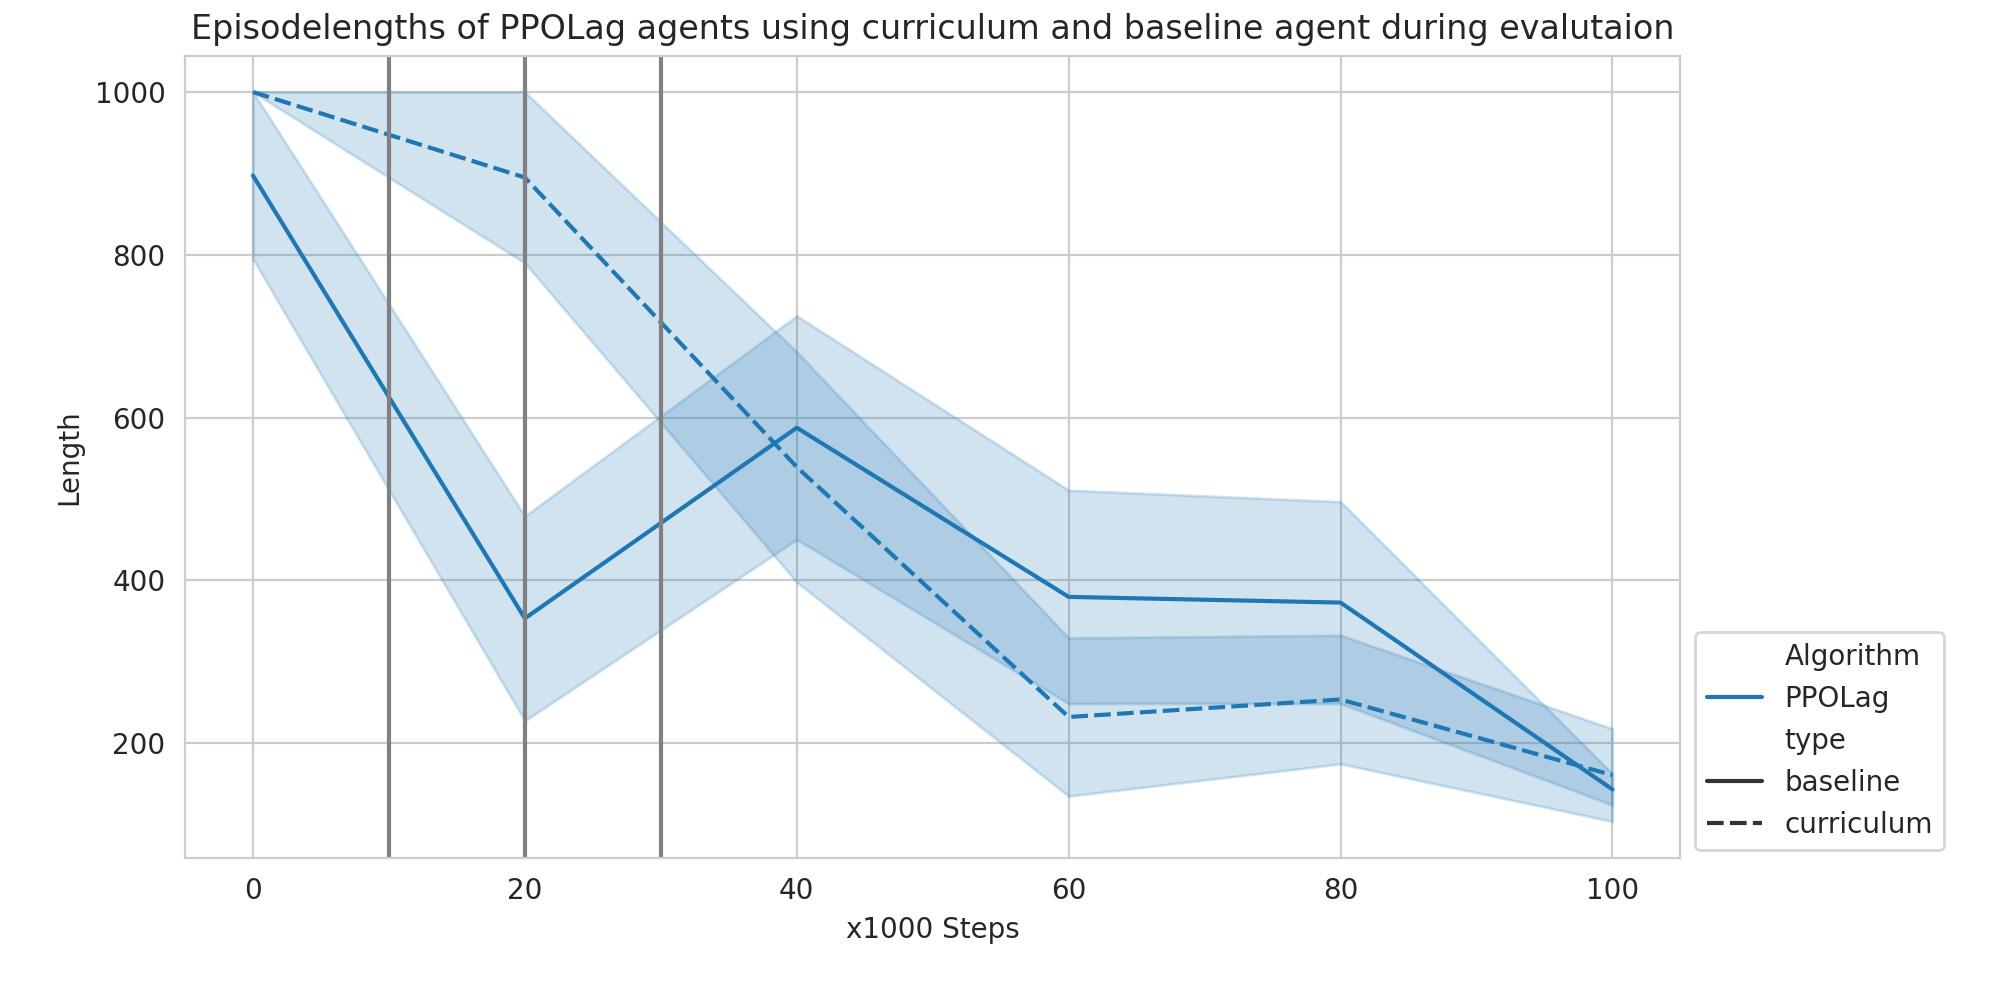 Episodelengths of PPOLag agents using curriculum and baseline agent during evalutaion
1000
800
600
400
200
Length
0 20 40 60 80 100
x1000 Steps
Algorithm
PPOLag
type
baseline
curriculum